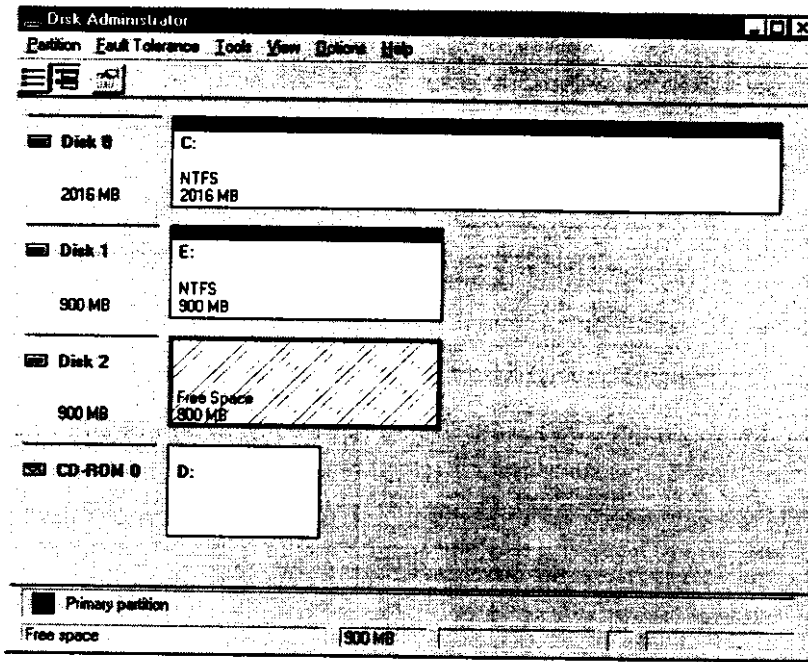 Disk Administrator
Partition Fault Tolerance Tools View Options Help
Disk 0
2016 MB
C:
NTFS
2016 MB
Disk 1
900 MB
E:
NTFS
900 MB
Disk 2
900 MB
Free Space
900 MB
CD-ROM 0
D:
Primary partition
Free space
900 MB